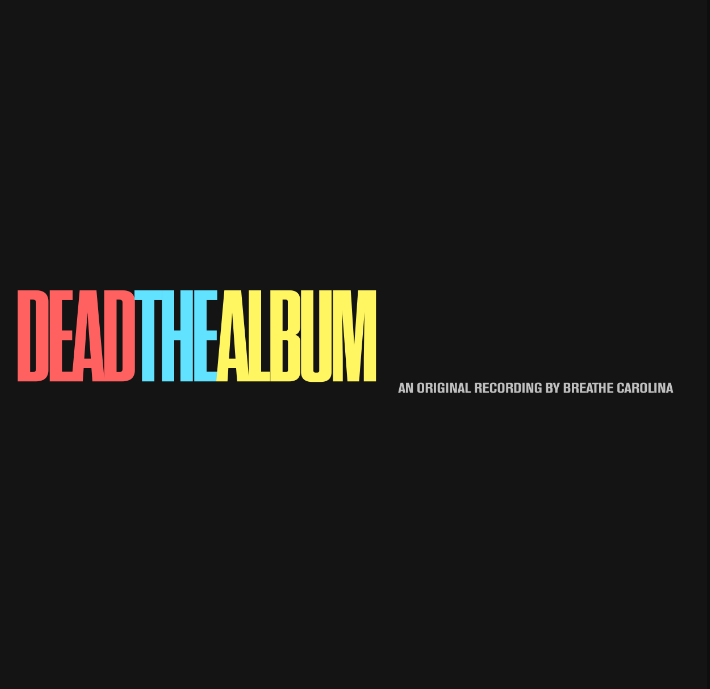 DEADTHEALBUM
AN ORIGINAL RECORDING BY BREATHE CAROLINA